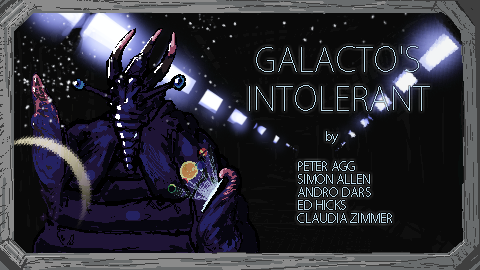 GALACTO'S
INTOLERANT
by
PETER AGG
SIMON ALLEN
ANDRO DARS
ED HICKS
CLAUDIA ZIMMER